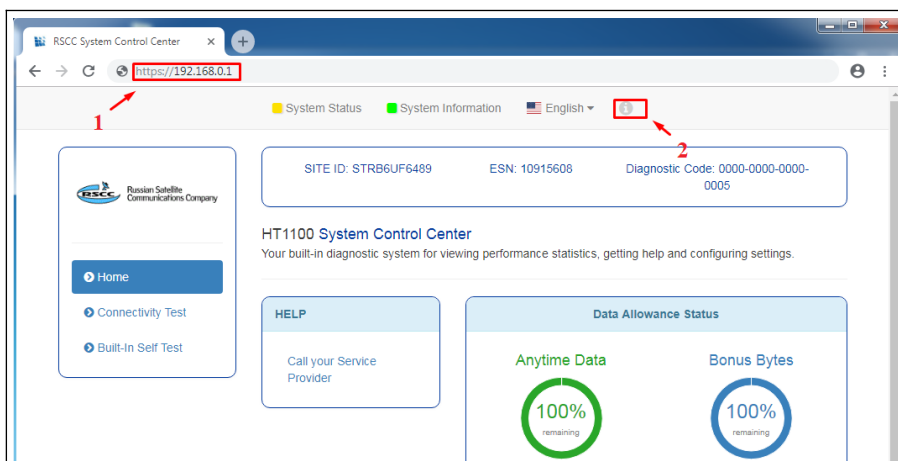 RSCC System Control Center
https://192.168.0.1
1
System Status System Information English
2
RSCC Russian Satellite
Communications Company
SITE ID: STRB6UF6489 ESN: 10915608 Diagnostic Code: 0000-0000-0000-
0005
HT1100 System Control Center
Your built-in diagnostic system for viewing performance statistics, getting help and configuring settings.
Home
Connectivity Test
Built-In Self Test
HELP
Call your Service
Provider
Data Allowance Status
Anytime Data Bonus Bytes
100% 100%
remaining remaining